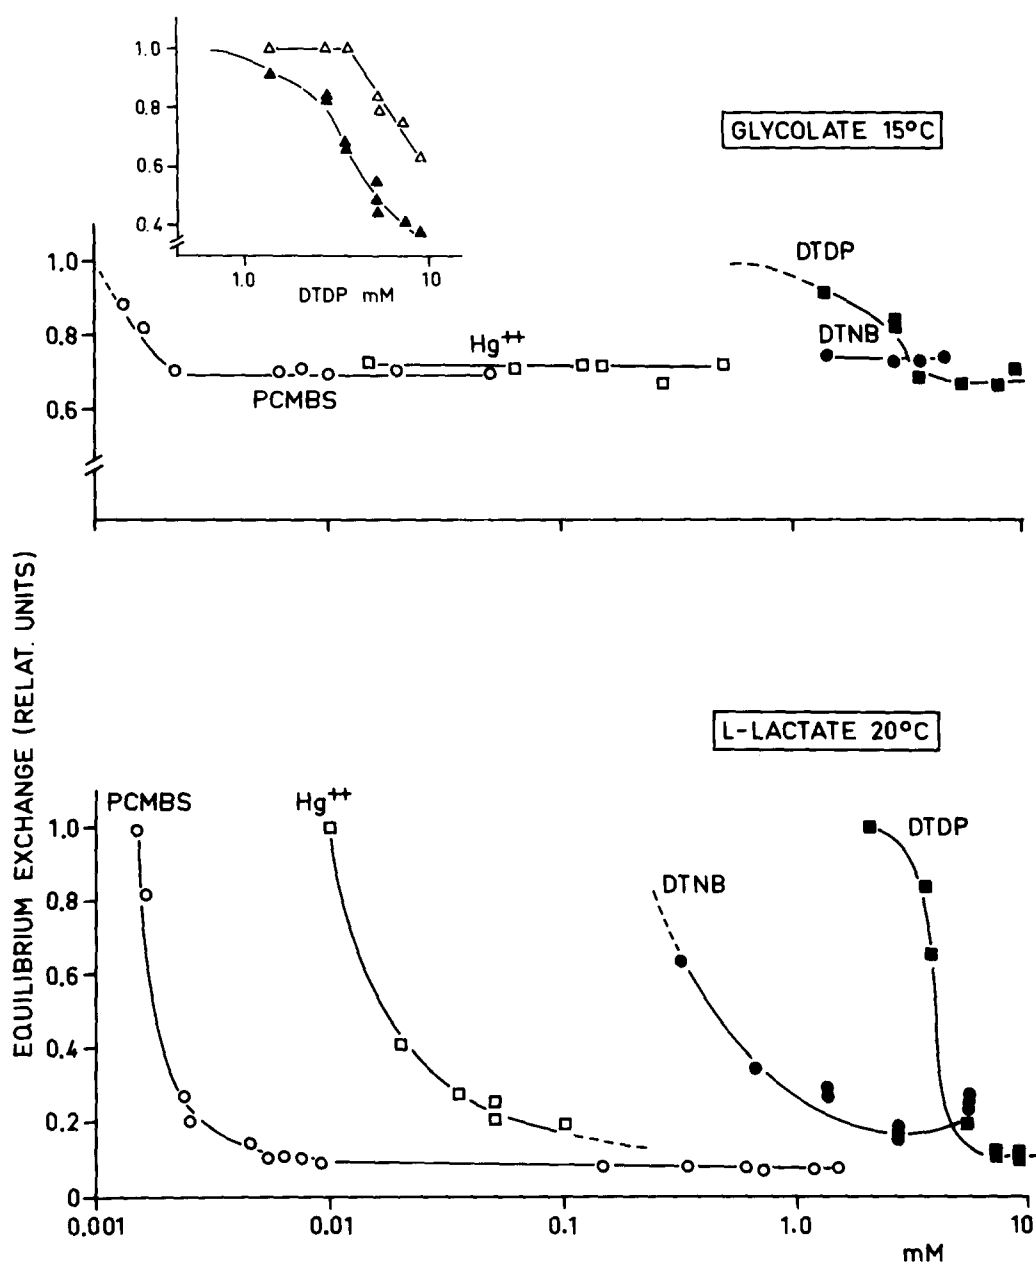 1.0
0.8
0.6
0.4
1.0
10
DTDP mM
GLYCOLATE 15°C
1.0
0.8
0.6
PCMBS
Hg++
DTDP
DTNB
EQUILIBRIUM EXCHANGE (RELAT. UNITS)
L-LACTATE 20°C
PCMBS
Hg++
DTNB
DTDP
1.0
0.8
0.6
0.4
0.2
0
0.001
0.01
0.1
1.0
10
mM